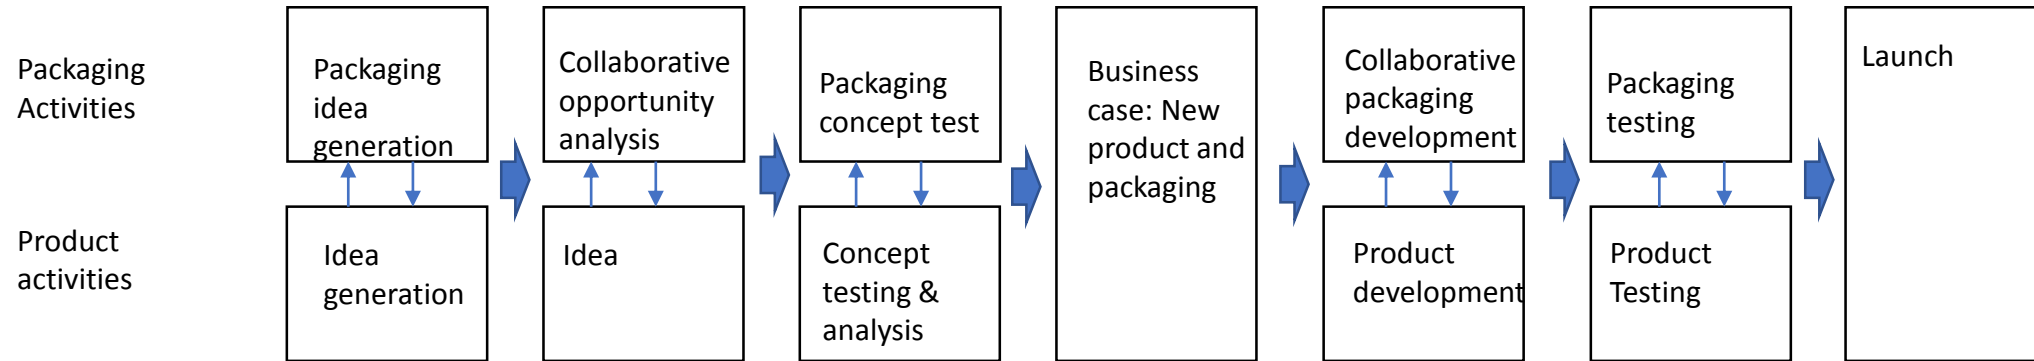 Packaging
Activities
Packaging
idea
generation
Collaborative
opportunity
analysis
Packaging
concept test
Business
case: New
product and
packaging
Collaborative
packaging
development
Packaging
testing
Launch
Product
activities
Idea
generation
Idea
Concept
testing &
analysis
Product
development
Product
Testing